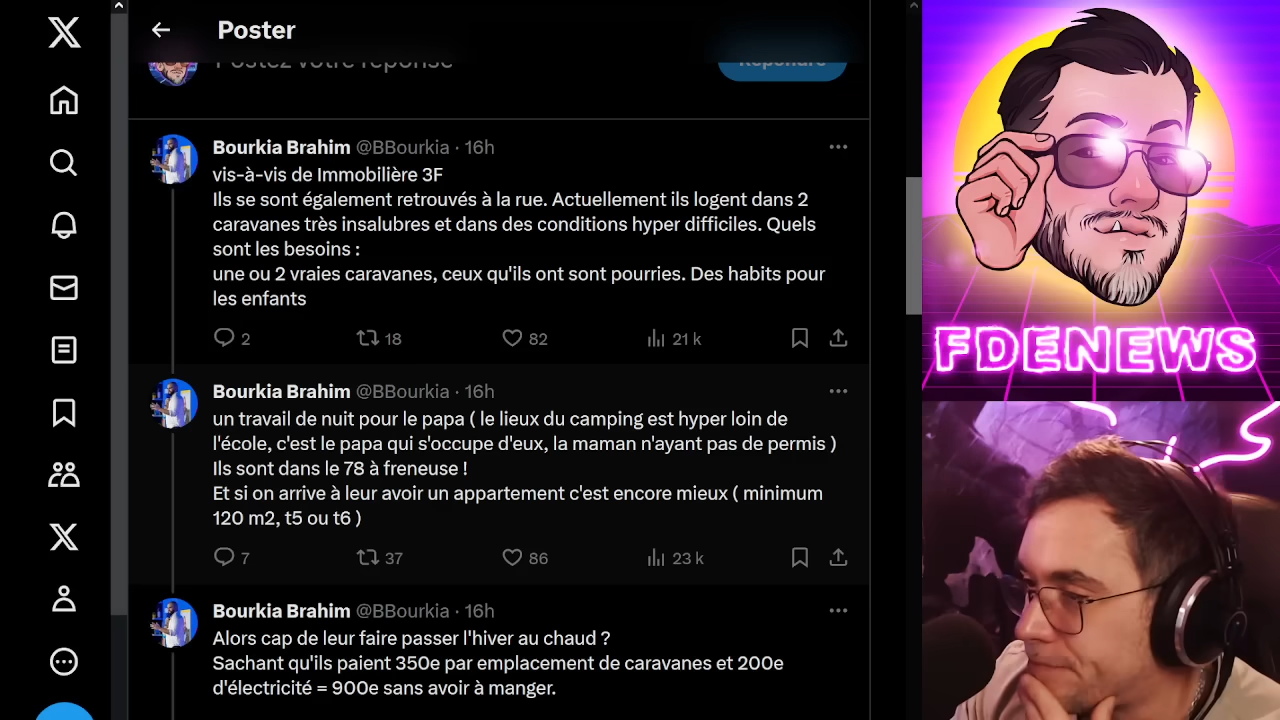 Poster
Postez votre réponse
Répondre
Bourkia Brahim @BBourkia · 16h
vis-à-vis de Immobilière 3F
Ils se sont également retrouvés à la rue. Actuellement ils logent dans 2
caravanes très insalubres et dans des conditions hyper difficiles. Quels
sont les besoins :
une ou 2 vraies caravanes, ceux qu'ils ont sont pourries. Des habits pour
les enfants
2 18 82 21 k
Bourkia Brahim @BBourkia · 16h
un travail de nuit pour le papa ( le lieux du camping est hyper loin de
l'école, c'est le papa qui s'occupe d'eux, la maman n'ayant pas de permis )
Ils sont dans le 78 à freneuse !
Et si on arrive à leur avoir un appartement c'est encore mieux ( minimum
120 m2, t5 ou t6 )
7 37 86 23 k
Bourkia Brahim @BBourkia · 16h
Alors cap de leur faire passer l'hiver au chaud ?
Sachant qu'ils paient 350e par emplacement de caravanes et 200e
d'électricité = 900e sans avoir à manger.
FDENEWS